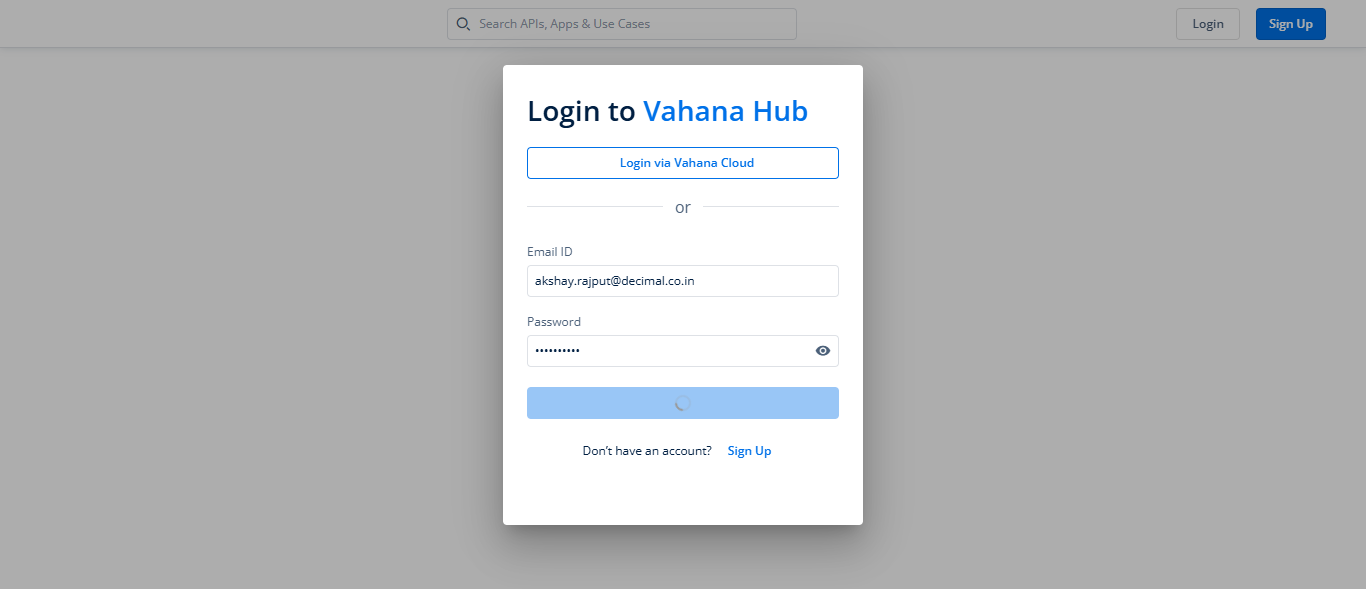 Search APIs, Apps & Use Cases
Login
Sign Up
Login to Vahana Hub
Login via Vahana Cloud
or
Email ID
akshay.rajput@decimal.co.in
Password
••••••••••
Don't have an account? Sign Up